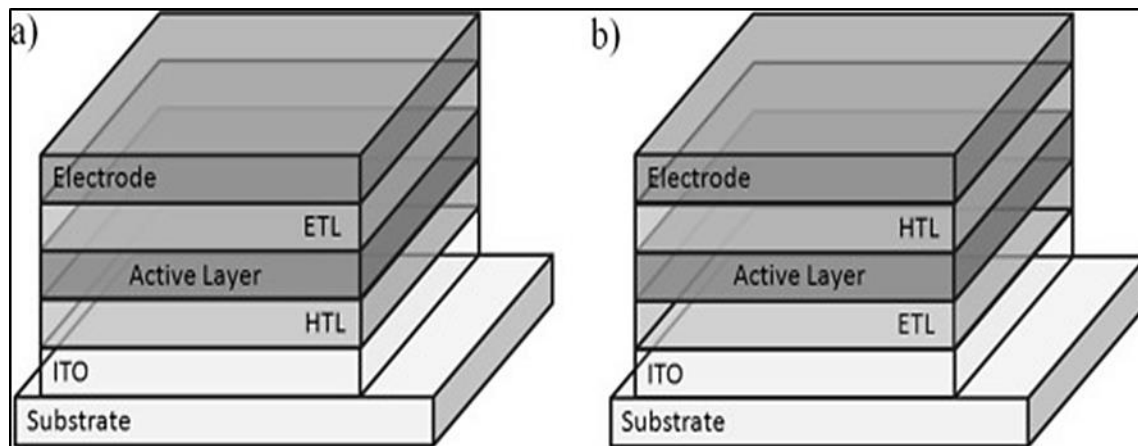 a)
Electrode
ETL
Active Layer
HTL
ITO
Substrate
b)
Electrode
HTL
Active Layer
ETL
ITO
Substrate